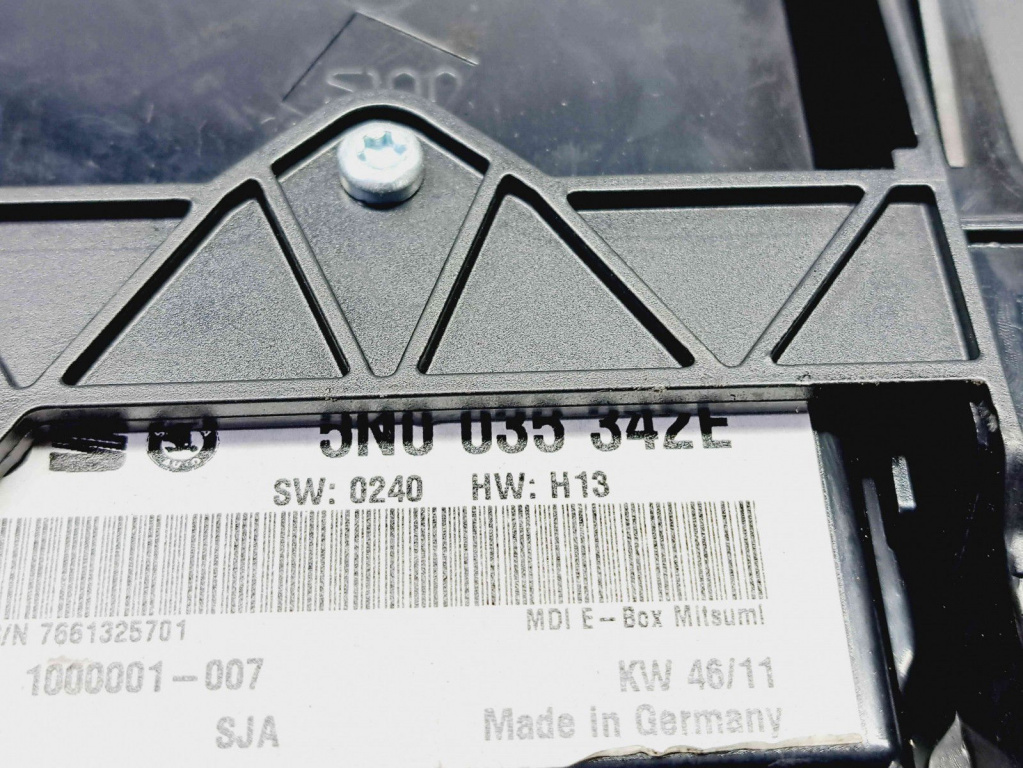 5N0 035 342E
SW: 0240 HW: H13
/N 7661325701
MDI E-Box Mitsumi
1000001-007
KW 46/11
SJA
Made in Germany